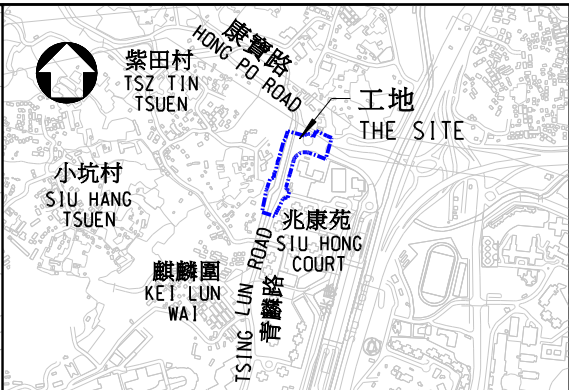 康寶路
HONG PO ROAD
紫田村
TSZ TIN
TSUEN
工地
THE SITE
小坑村
SIU HANG
TSUEN
兆康苑
SIU HONG
COURT
麒麟圍
KEI LUN
WAI
TSING LUN ROAD
青麟路